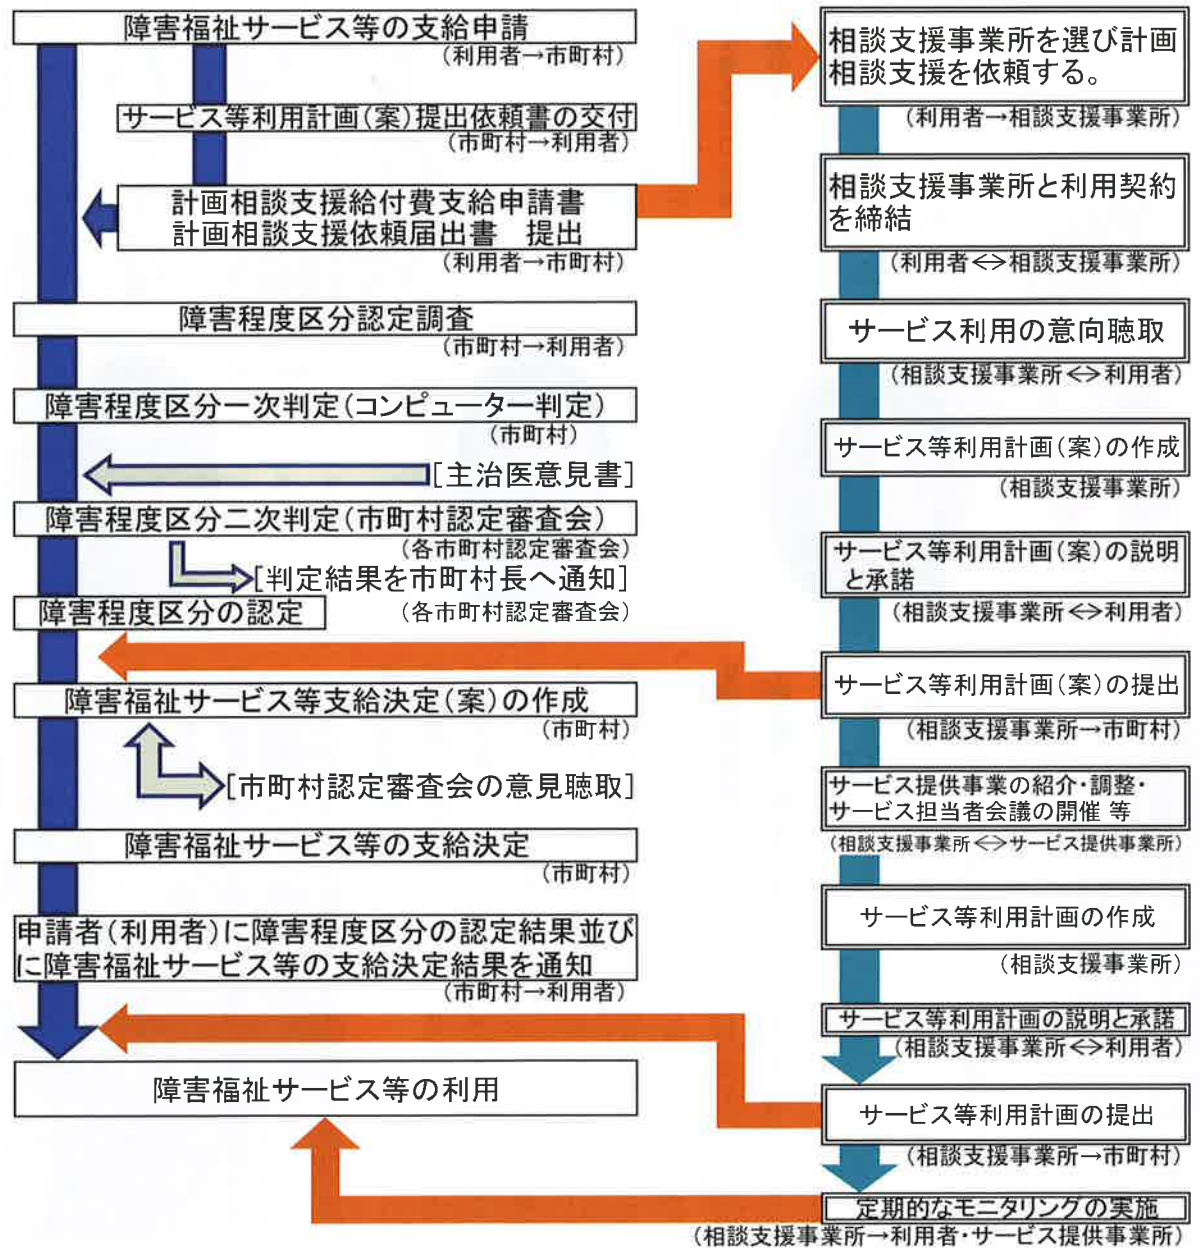 障害福祉サービス等の支給申請
(利用者→市町村)
サービス等利用計画(案)提出依頼書の交付
(市町村→利用者)
計画相談支援給付費支給申請書
計画相談支援依頼届出書　提出
(利用者→市町村)
障害程度区分認定調査
(市町村→利用者)
障害程度区分一次判定(コンピューター判定)
(市町村)
[主治医意見書]
障害程度区分二次判定(市町村認定審査会)
(各市町村認定審査会)
[判定結果を市町村長へ通知]
障害程度区分の認定
(各市町村認定審査会)
障害福祉サービス等支給決定(案)の作成
(市町村)
[市町村認定審査会の意見聴取]
障害福祉サービス等の支給決定
(市町村)
申請者(利用者)に障害程度区分の認定結果並び
に障害福祉サービス等の支給決定結果を通知
(市町村→利用者)
障害福祉サービス等の利用
相談支援事業所を選び計画
相談支援を依頼する。
(利用者→相談支援事業所)
相談支援事業所と利用契約
を締結
(利用者<=>相談支援事業所)
サービス利用の意向聴取
(相談支援事業所<=>利用者)
サービス等利用計画(案)の作成
(相談支援事業所)
サービス等利用計画(案)の説明
と承諾
(相談支援事業所<=>利用者)
サービス等利用計画(案)の提出
(相談支援事業所→市町村)
サービス提供事業の紹介・調整・
サービス担当者会議の開催 等
(相談支援事業所<=>サービス提供事業所)
サービス等利用計画の作成
(相談支援事業所)
サービス等利用計画の説明と承諾
(相談支援事業所<=>利用者)
サービス等利用計画の提出
(相談支援事業所→市町村)
定期的なモニタリングの実施
(相談支援事業所→利用者・サービス提供事業所)